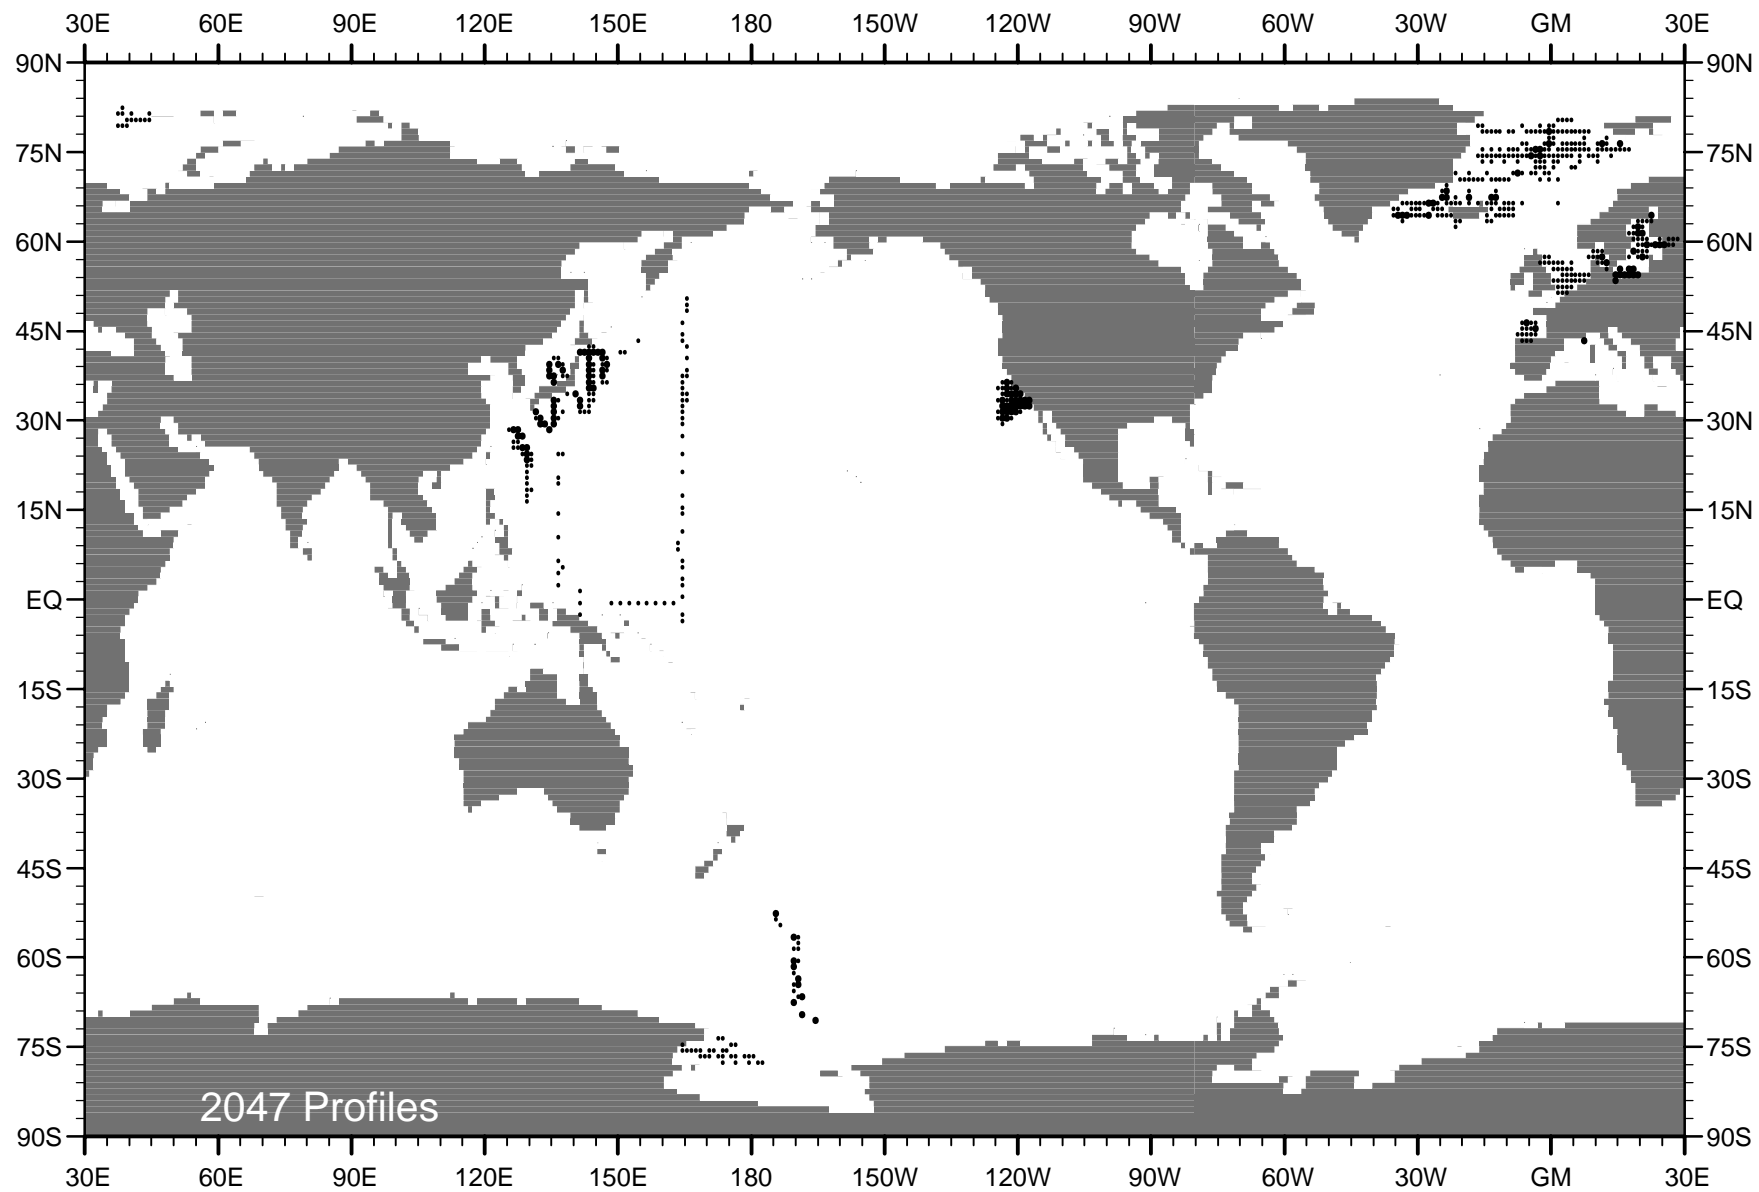 30E 60E 90E 120E 150E 180 150W 120W 90W 60W 30W GM 30E
90N 90N
75N 75N
60N 60N
45N 45N
30N 30N
15N 15N
EQ EQ
15S 15S
30S 30S
45S 45S
60S 60S
75S 75S
2047 Profiles
90S 90S
30E 60E 90E 120E 150E 180 150W 120W 90W 60W 30W GM 30E